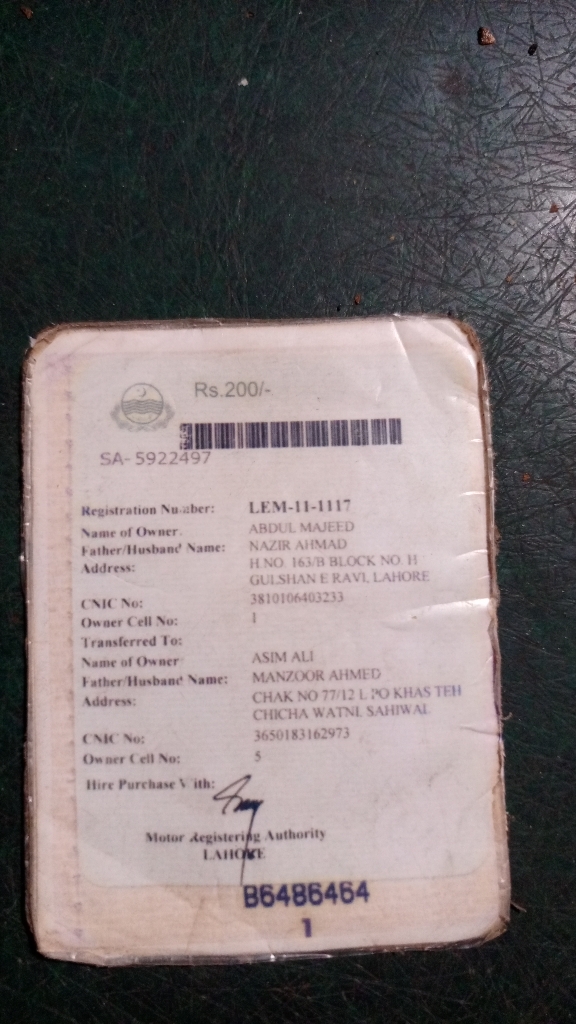 Rs.200/-
SA- 5922497
Registration Number: LEM-11-1117
Name of Owner: ABDUL MAJEED
Father/Husband Name: NAZIR AHMAD
Address: H.NO. 163/B BLOCK NO. H
GULSHAN E RAVI, LAHORE
CNIC No: 3810106403233
Owner Cell No: 1
Transferred To:
Name of Owner: ASIM ALI
Father/Husband Name: MANZOOR AHMED
Address: CHAK NO 77/12 L PO KHAS TEH
CHICHA WATNI, SAHIWAL
CNIC No: 3650183162973
Owner Cell No: 5
Hire Purchase With:
Motor Registering Authority
LAHORE
B6486464
1